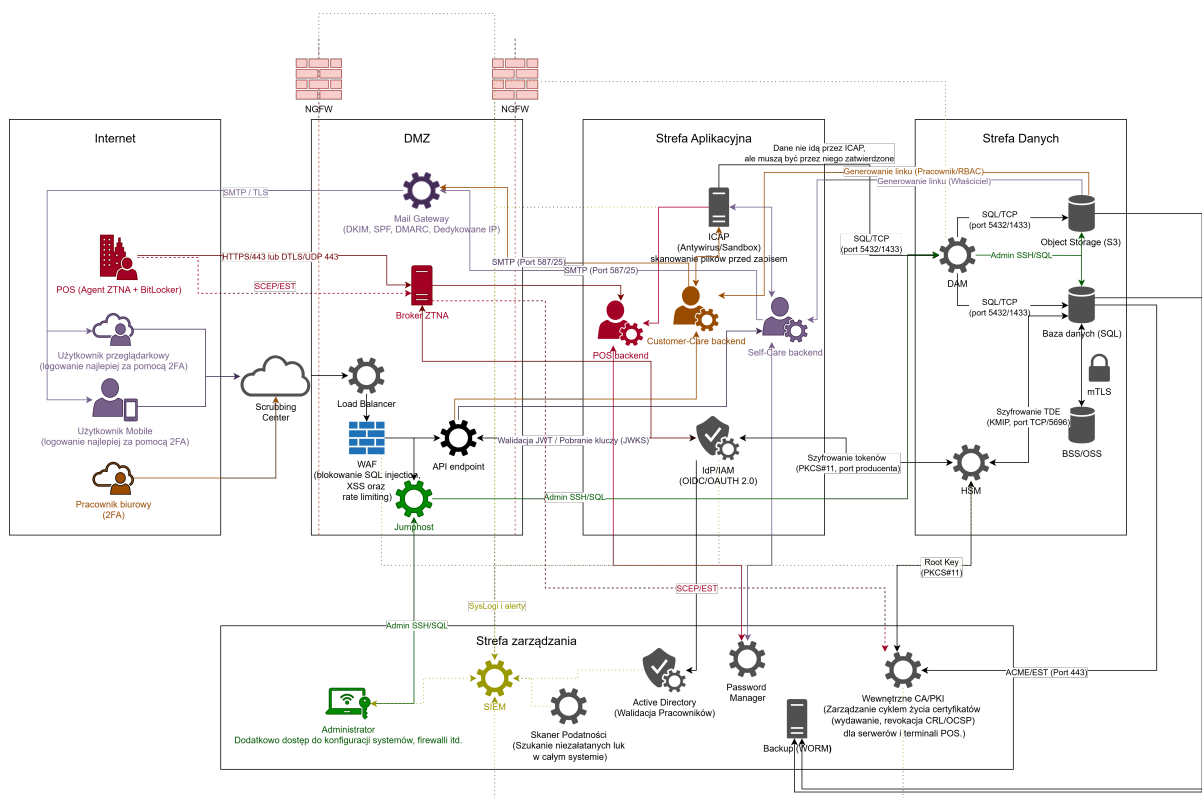 NGFW
NGFW
Internet
DMZ
Strefa Aplikacyjna
Strefa Danych
Dane nie idą przez ICAP,
ale muszą być przez niego zatwierdzone
Generowanie linku (Pracownik/RBAC)
Generowanie linku (Właściciel)
SMTP / TLS
Mail Gateway
(DKIM, SPF, DMARC, Dedykowane IP)
ICAP
(Antywirus/Sandbox)
skanowanie plików przed zapisem
SQL/TCP
(port 5432/1433)
SQL/TCP
(port 5432/1433)
Object Storage (S3)
Admin SSH/SQL
DAM
HTTPS/443 lub DTLS/UDP 443
SMTP (Port 587/25)
SMTP (Port 587/25)
POS (Agent ZTNA + BitLocker)
SCEP/EST
Broker ZTNA
SQL/TCP
(port 5432/1433)
Baza danych (SQL)
POS backend
Customer-Care backend
Self-Care backend
Użytkownik przeglądarkowy
(logowanie najlepiej za pomocą 2FA)
Użytkownik Mobile
(logowanie najlepiej za pomocą 2FA)
Scrubbing
Center
Load Balancer
mTLS
Szyfrowanie TDE
(KMIP, port TCP/5696)
BSS/OSS
WAF
(blokowanie SQL injection,
XSS oraz
rate limiting)
API endpoint
Walidacja JWT / Pobranie kluczy (JWKS)
IdP/IAM
(OIDC/OAUTH 2.0)
Szyfrowanie tokenów
(PKCS#11, port producenta)
HSM
Pracownik biurowy
(2FA)
Jumphost
Admin SSH/SQL
Root Key
(PKCS#11)
SCEP/EST
SysLogi i alerty
Admin SSH/SQL
Strefa zarządzania
ACME/EST (Port 443)
SIEM
Active Directory
(Walidacja Pracowników)
Password
Manager
Wewnętrzne CA/PKI
(Zarządzanie cyklem życia certyfikatów
(wydawanie, revokacja CRL/OCSP)
dla serwerów i terminali POS.)
Administrator
Dodatkowo dostęp do konfiguracji systemów, firewalli itd.
Skaner Podatności
(Szukanie niezałatanych luk
w całym systemie)
Backup (WORM)